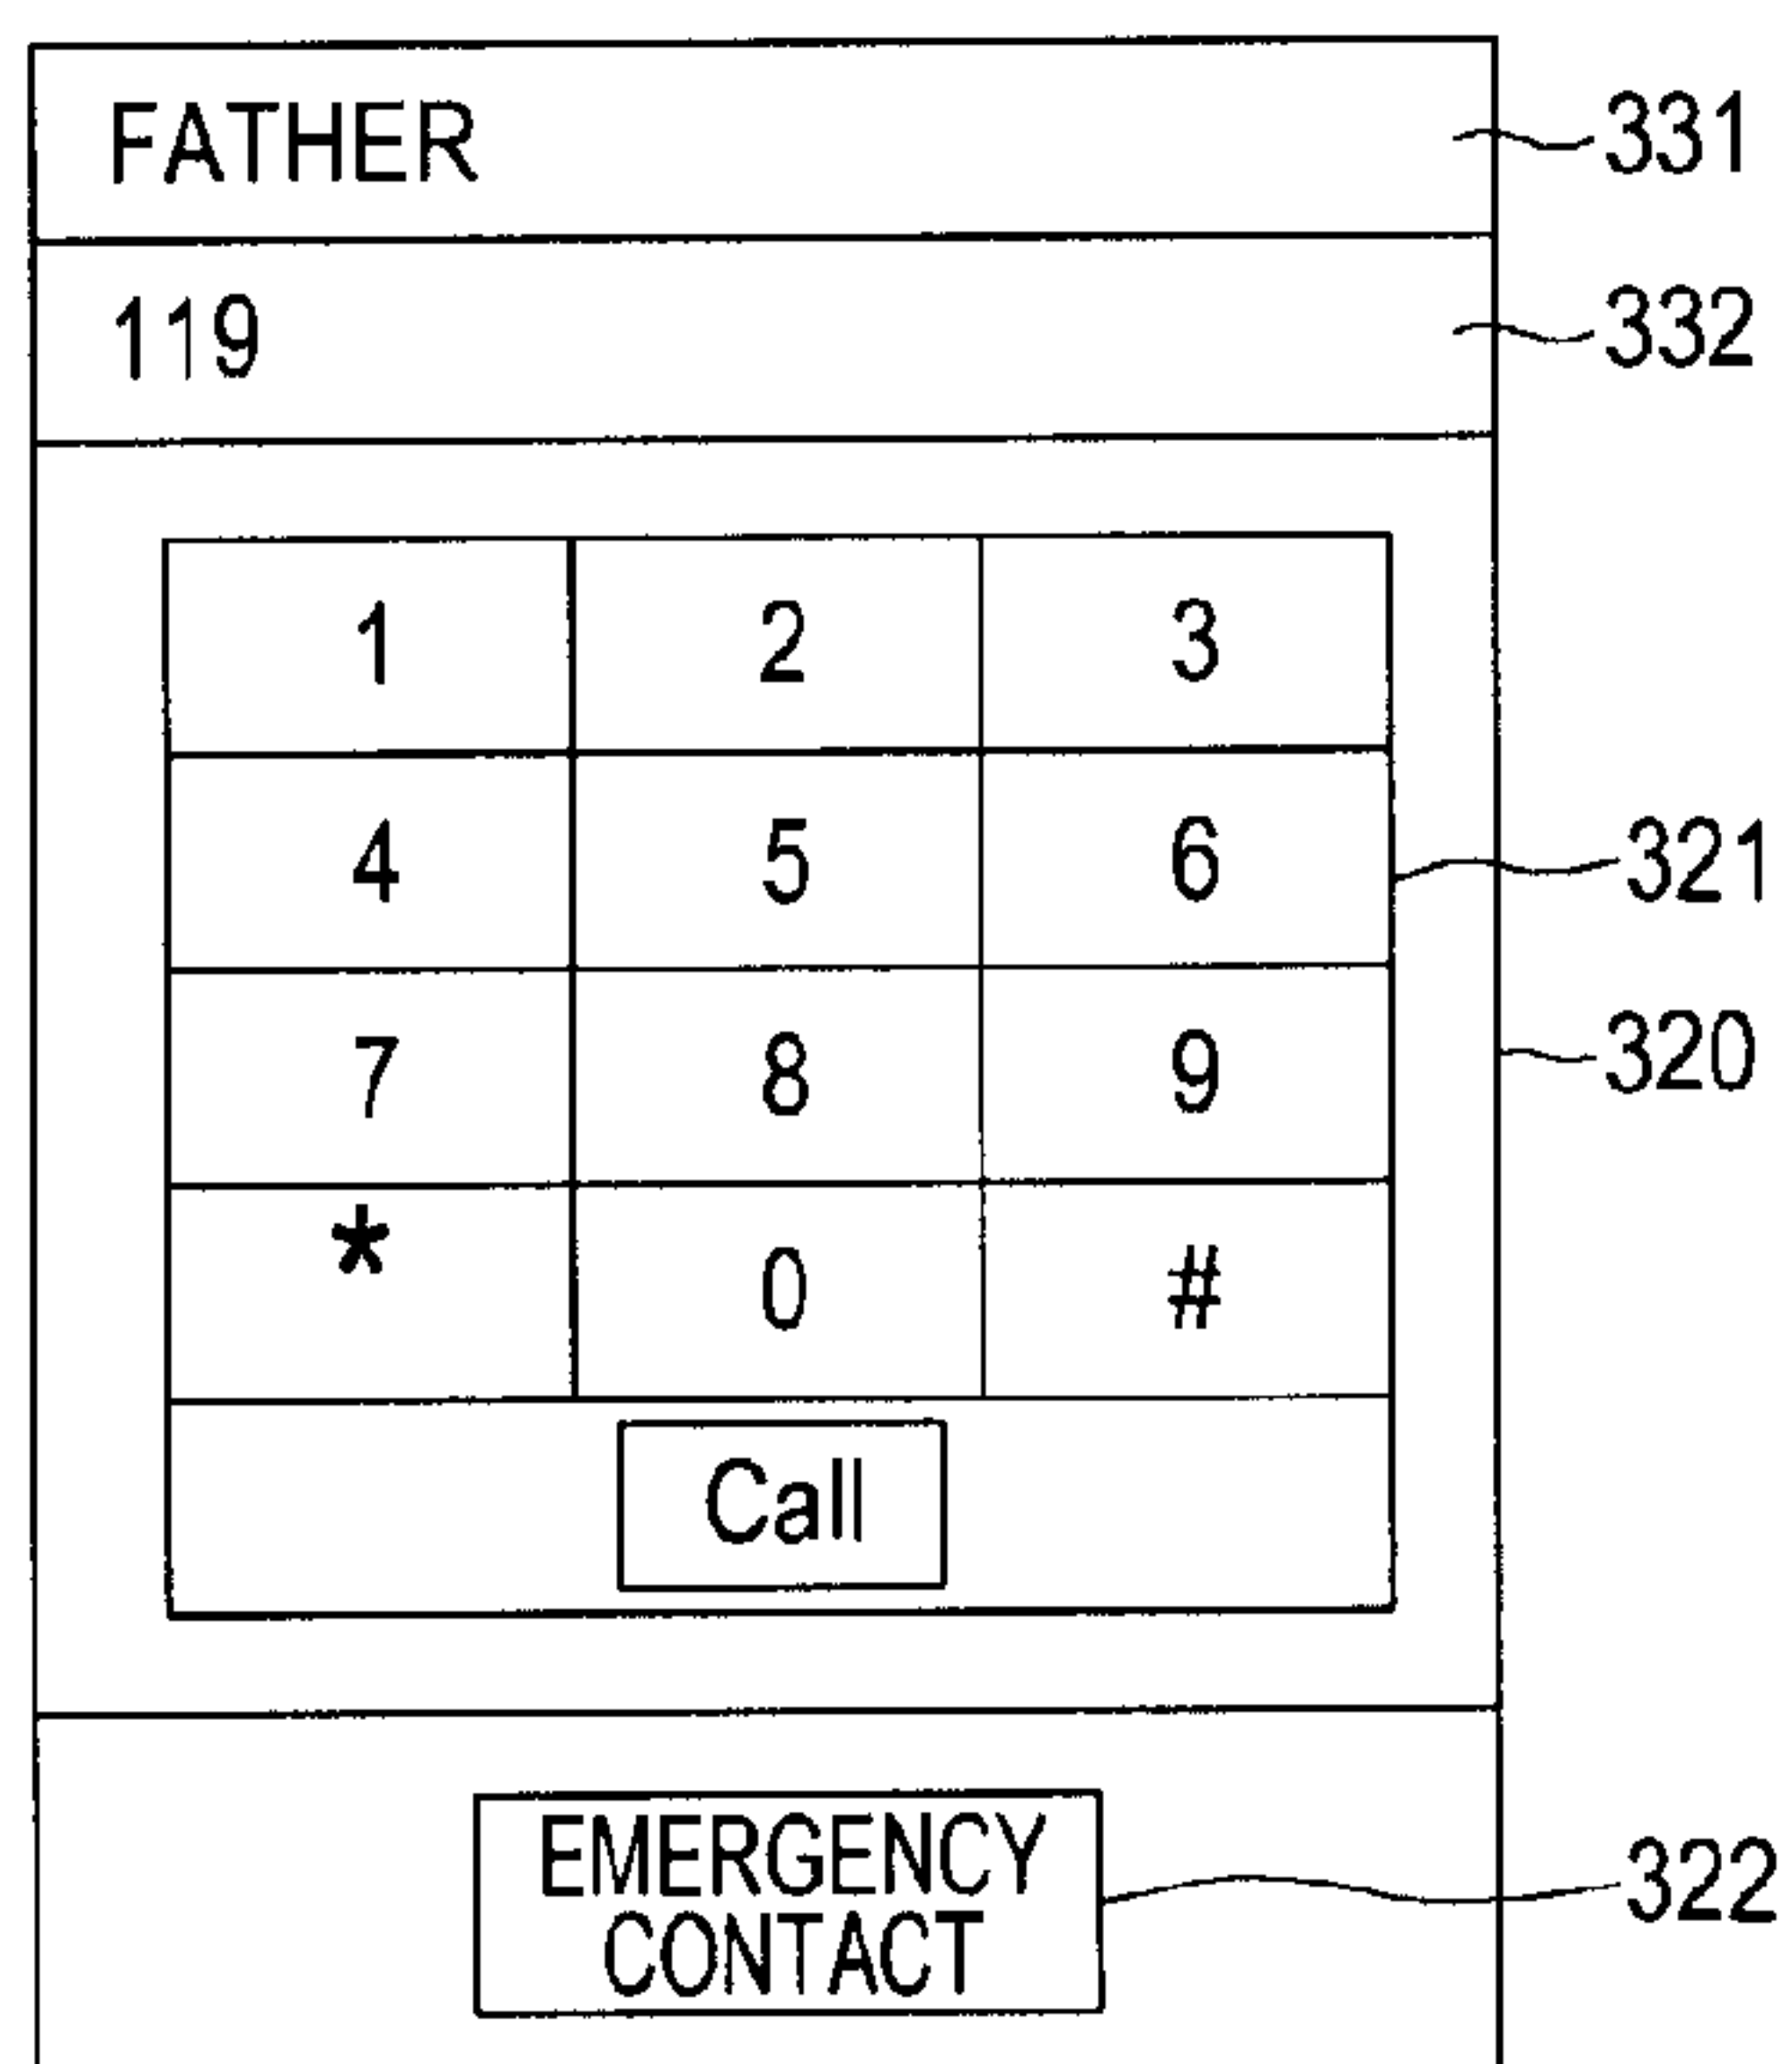 FATHER 331
119 332
1 2 3
4 5 6 321
7 8 9 320
* 0 #
Call
EMERGENCY 322
CONTACT